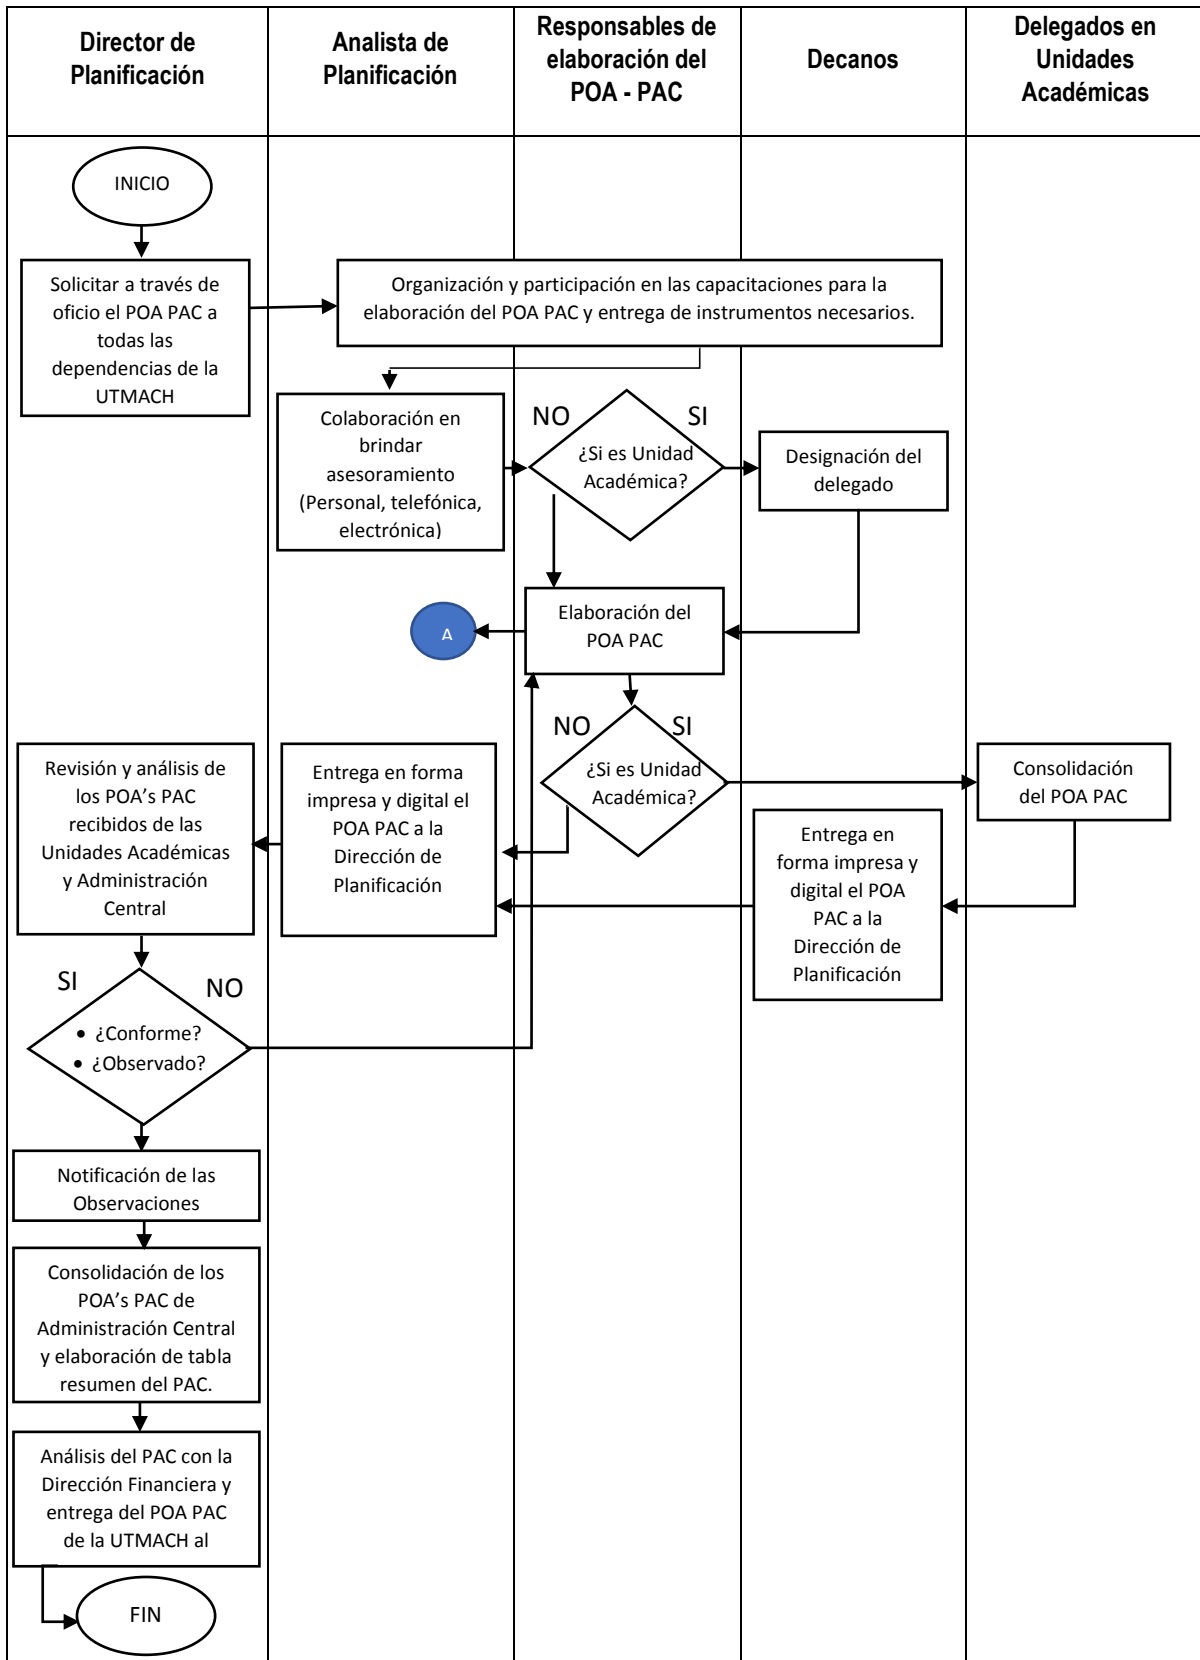 Director de
Planificación
Analista de
Planificación
Responsables de
elaboración del
POA - PAC
Decanos
Delegados en
Unidades
Académicas
INICIO
Solicitar a través de
oficio el POA PAC a
todas las
dependencias de la
UTMACH
Organización y participación en las capacitaciones para la
elaboración del POA PAC y entrega de instrumentos necesarios.
Colaboración en
brindar
asesoramiento
(Personal, telefónica,
electrónica)
NO
SI
¿Si es Unidad
Académica?
Designación del
delegado
Elaboración del
POA PAC
A
NO
SI
¿Si es Unidad
Académica?
Consolidación
del POA PAC
Entrega en
forma impresa y
digital el POA
PAC a la
Dirección de
Planificación
Entrega en forma
impresa y digital el
POA PAC a la
Dirección de
Planificación
Revisión y análisis de
los POA’s PAC
recibidos de las
Unidades Académicas
y Administración
Central
SI
NO
• ¿Conforme?
• ¿Observado?
Notificación de las
Observaciones
Consolidación de los
POA’s PAC de
Administración Central
y elaboración de tabla
resumen del PAC.
Análisis del PAC con la
Dirección Financiera y
entrega del POA PAC
de la UTMACH al
FIN